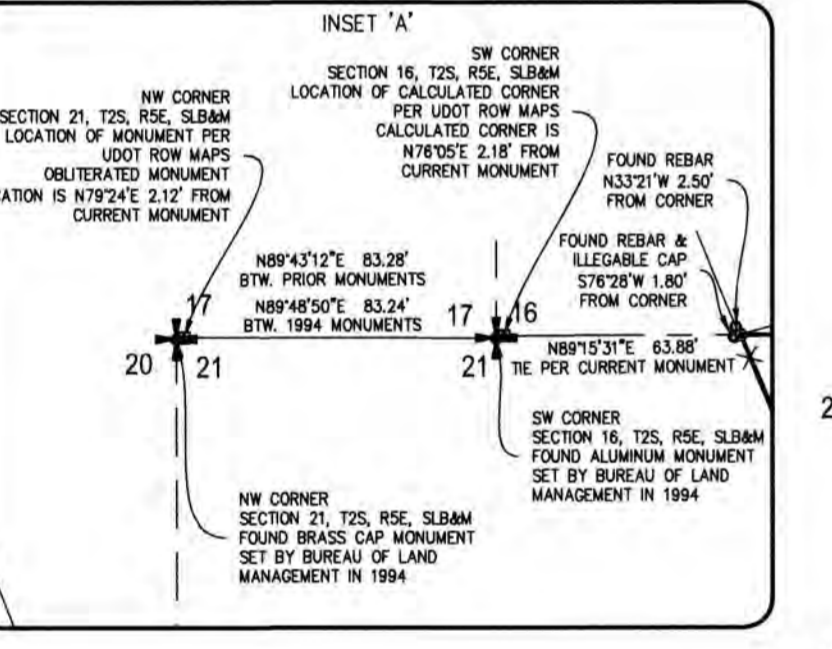 INSET 'A'
NW CORNER
SECTION 21, T2S, R5E, SLB&M
LOCATION OF MONUMENT PER
UDOT ROW MAPS
OBLITERATED MONUMENT
IS N79°24'E 2.12' FROM
CURRENT MONUMENT
SW CORNER
SECTION 16, T2S, R5E, SLB&M
LOCATION OF CALCULATED CORNER
PER UDOT ROW MAPS
CALCULATED CORNER IS
N76°05'E 2.18' FROM
CURRENT MONUMENT
FOUND REBAR
N33°21'W 2.50'
FROM CORNER
FOUND REBAR &
ILLEGABLE CAP
S76°28'W 1.80'
FROM CORNER
N89°43'12"E 83.28'
BTW. PRIOR MONUMENTS
N89°48'50"E 83.24'
BTW. 1994 MONUMENTS
17
17 16
20 21
21
N89°15'31"E 63.88'
TIE PER CURRENT MONUMENT
SW CORNER
SECTION 16, T2S, R5E, SLB&M
FOUND ALUMINUM MONUMENT
SET BY BUREAU OF LAND
MANAGEMENT IN 1994
NW CORNER
SECTION 21, T2S, R5E, SLB&M
FOUND BRASS CAP MONUMENT
SET BY BUREAU OF LAND
MANAGEMENT IN 1994